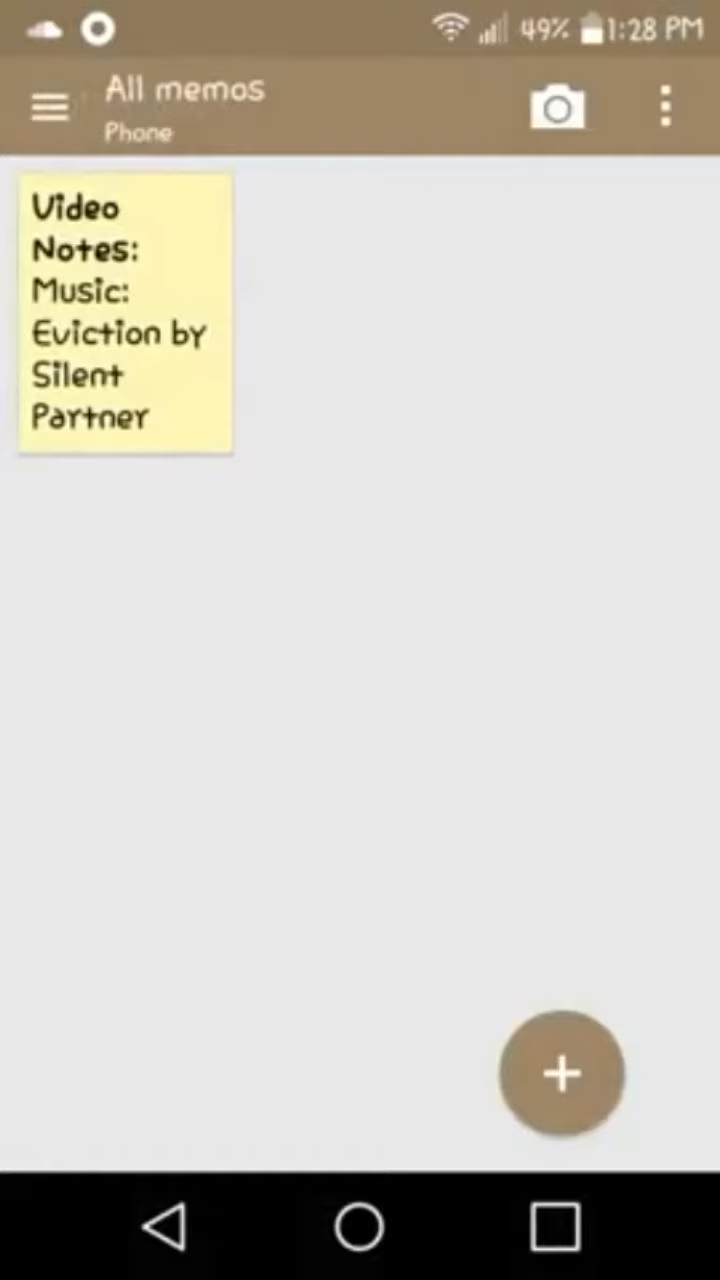 49% 1:28 PM
All memos
Phone
Video
Notes:
Music:
Eviction by
Silent
Partner